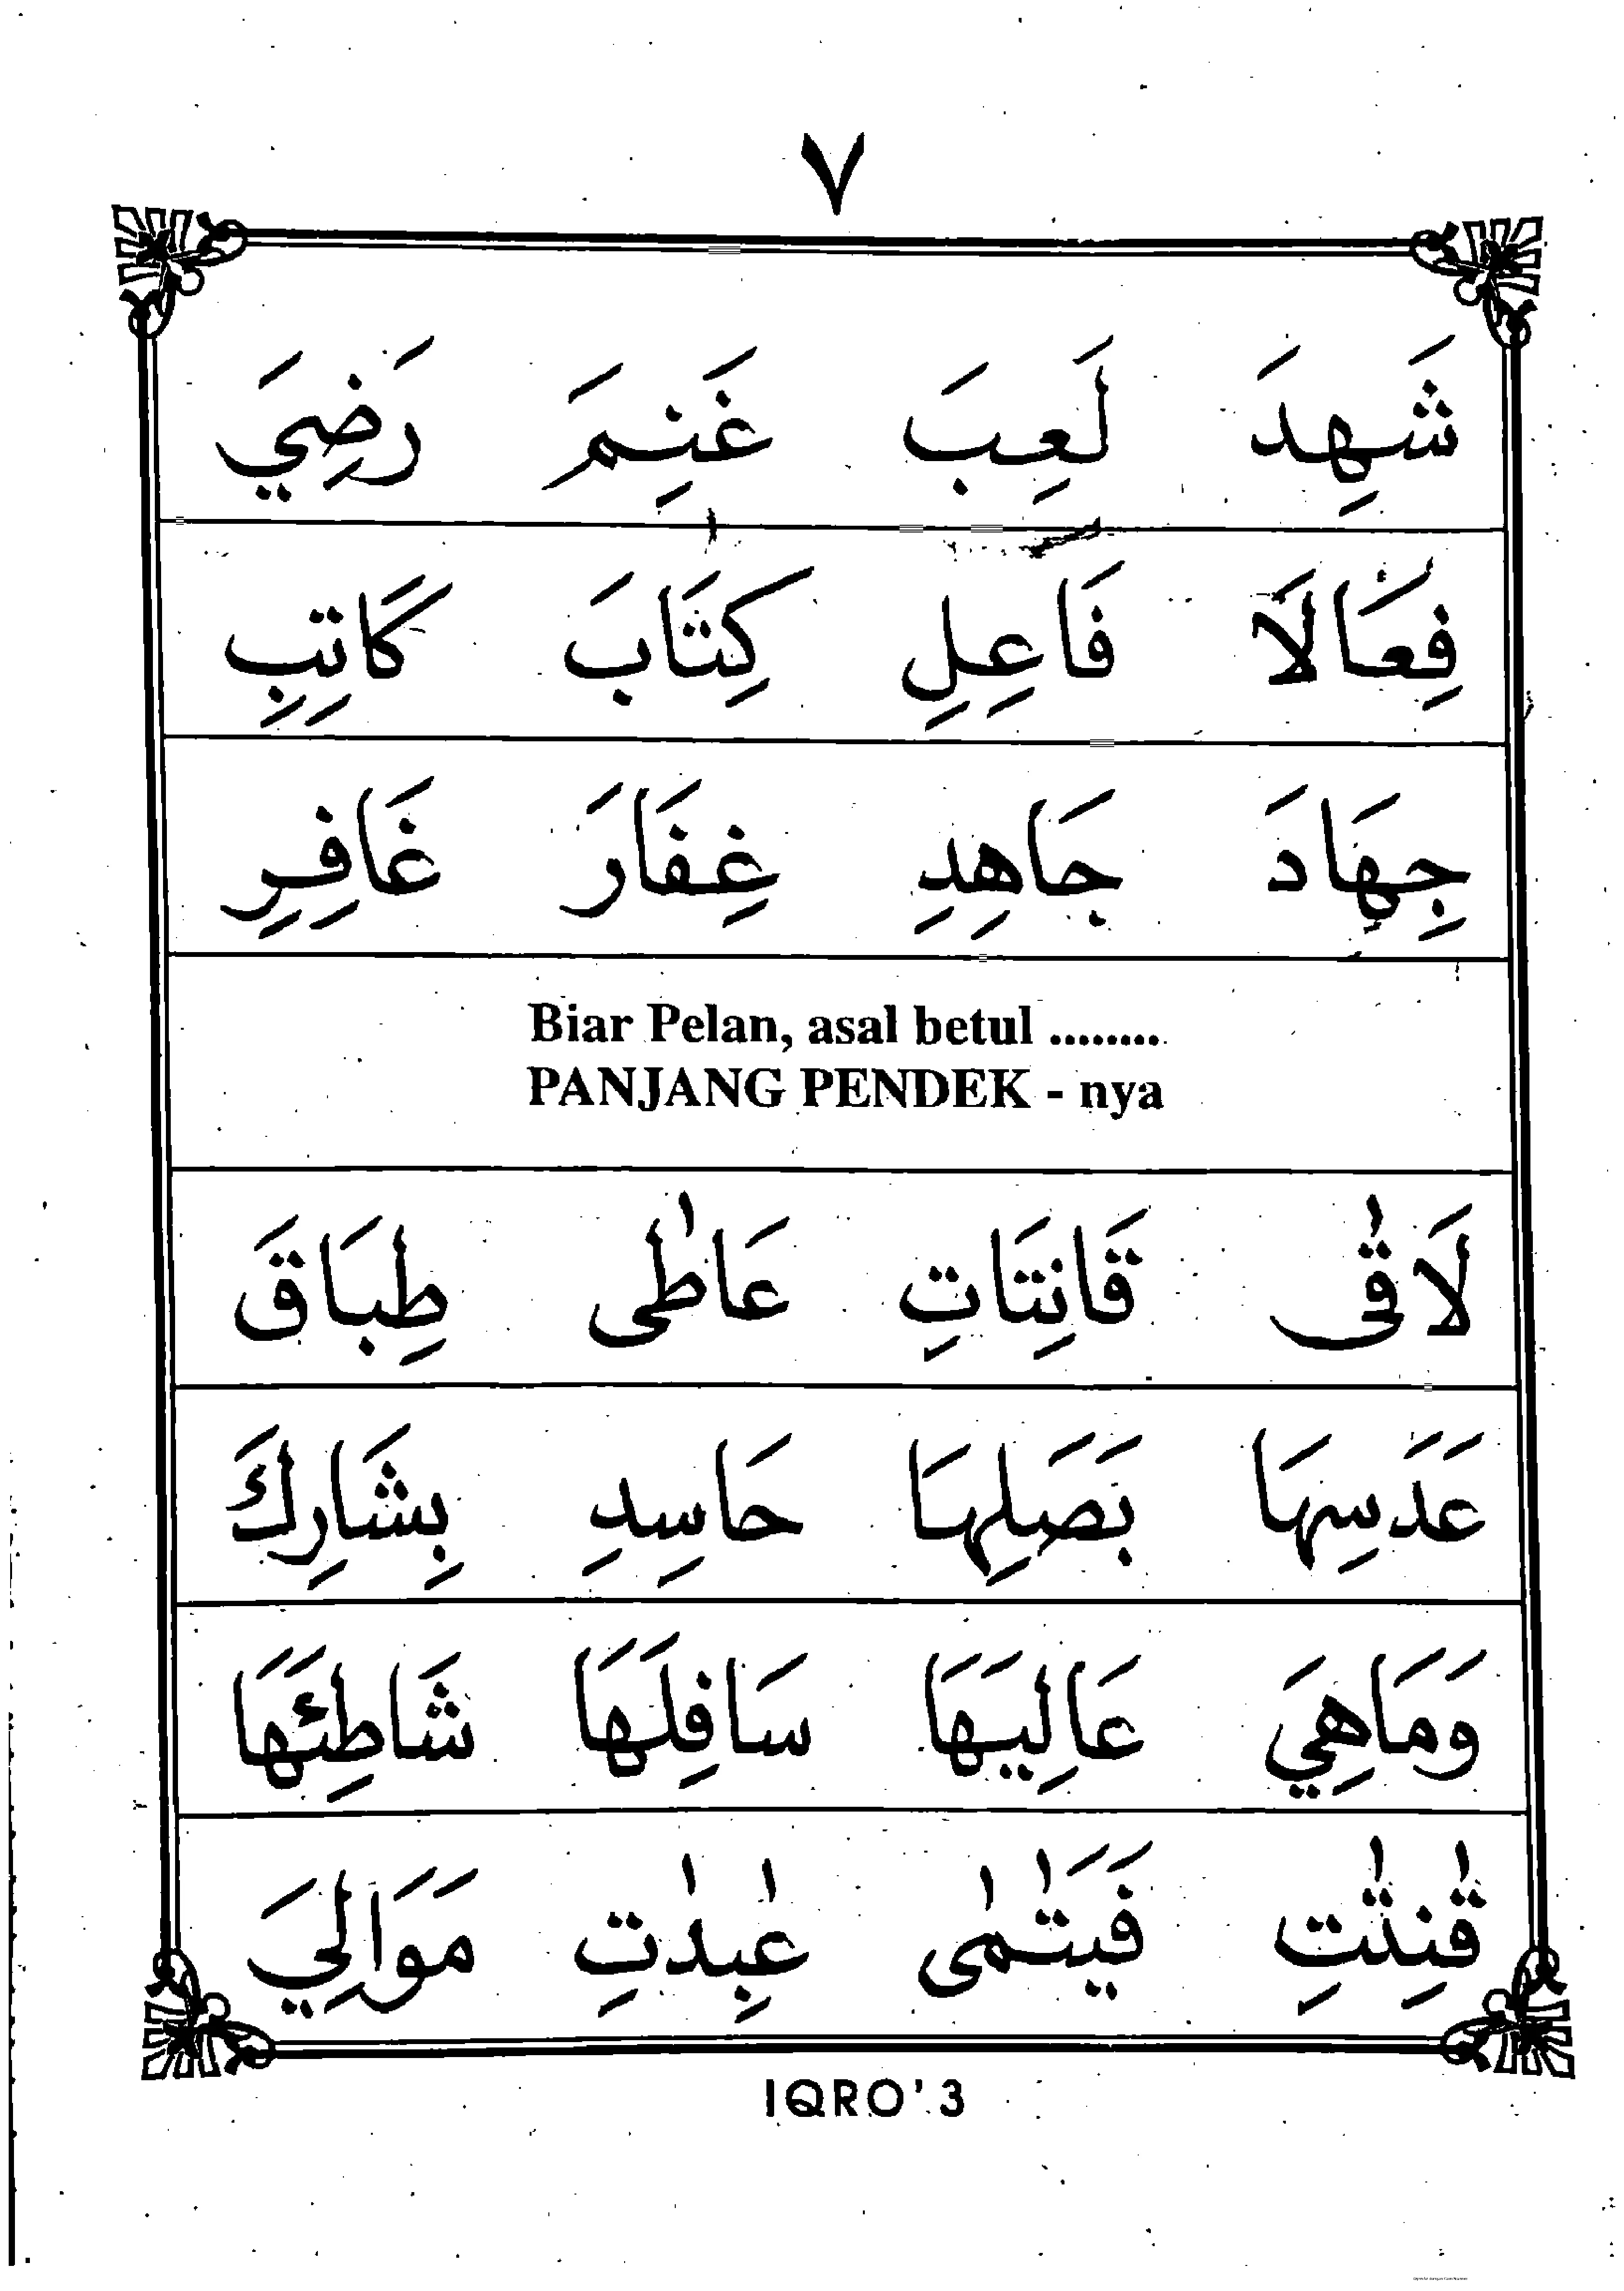 ٧
شَهِدَ لَعِبَ غَنِمَ رَضِيَ
فِعَالَا فَاعِلِ كِتَابَ كَاتِبِ
جِهَادَ جَاهِدِ غِفَارَ غَافِرِ
Biar Pelan, asal betul ........
PANJANG PENDEK - nya
لَاقٰى قَانِتَاتِ عَاطٰى طِبَاقَ
عَدَسِهَا بَصَلِهَا حَاسِدِ بِشَارِكَ
وَمَاهِيَ عَالِيَهَا سَافِلَهَا شَاطِئَهَا
قٰنِتٰتِ فَيَتٰمٰى عٰبِدٰتِ مَوَالِيَ
IQRO' 3